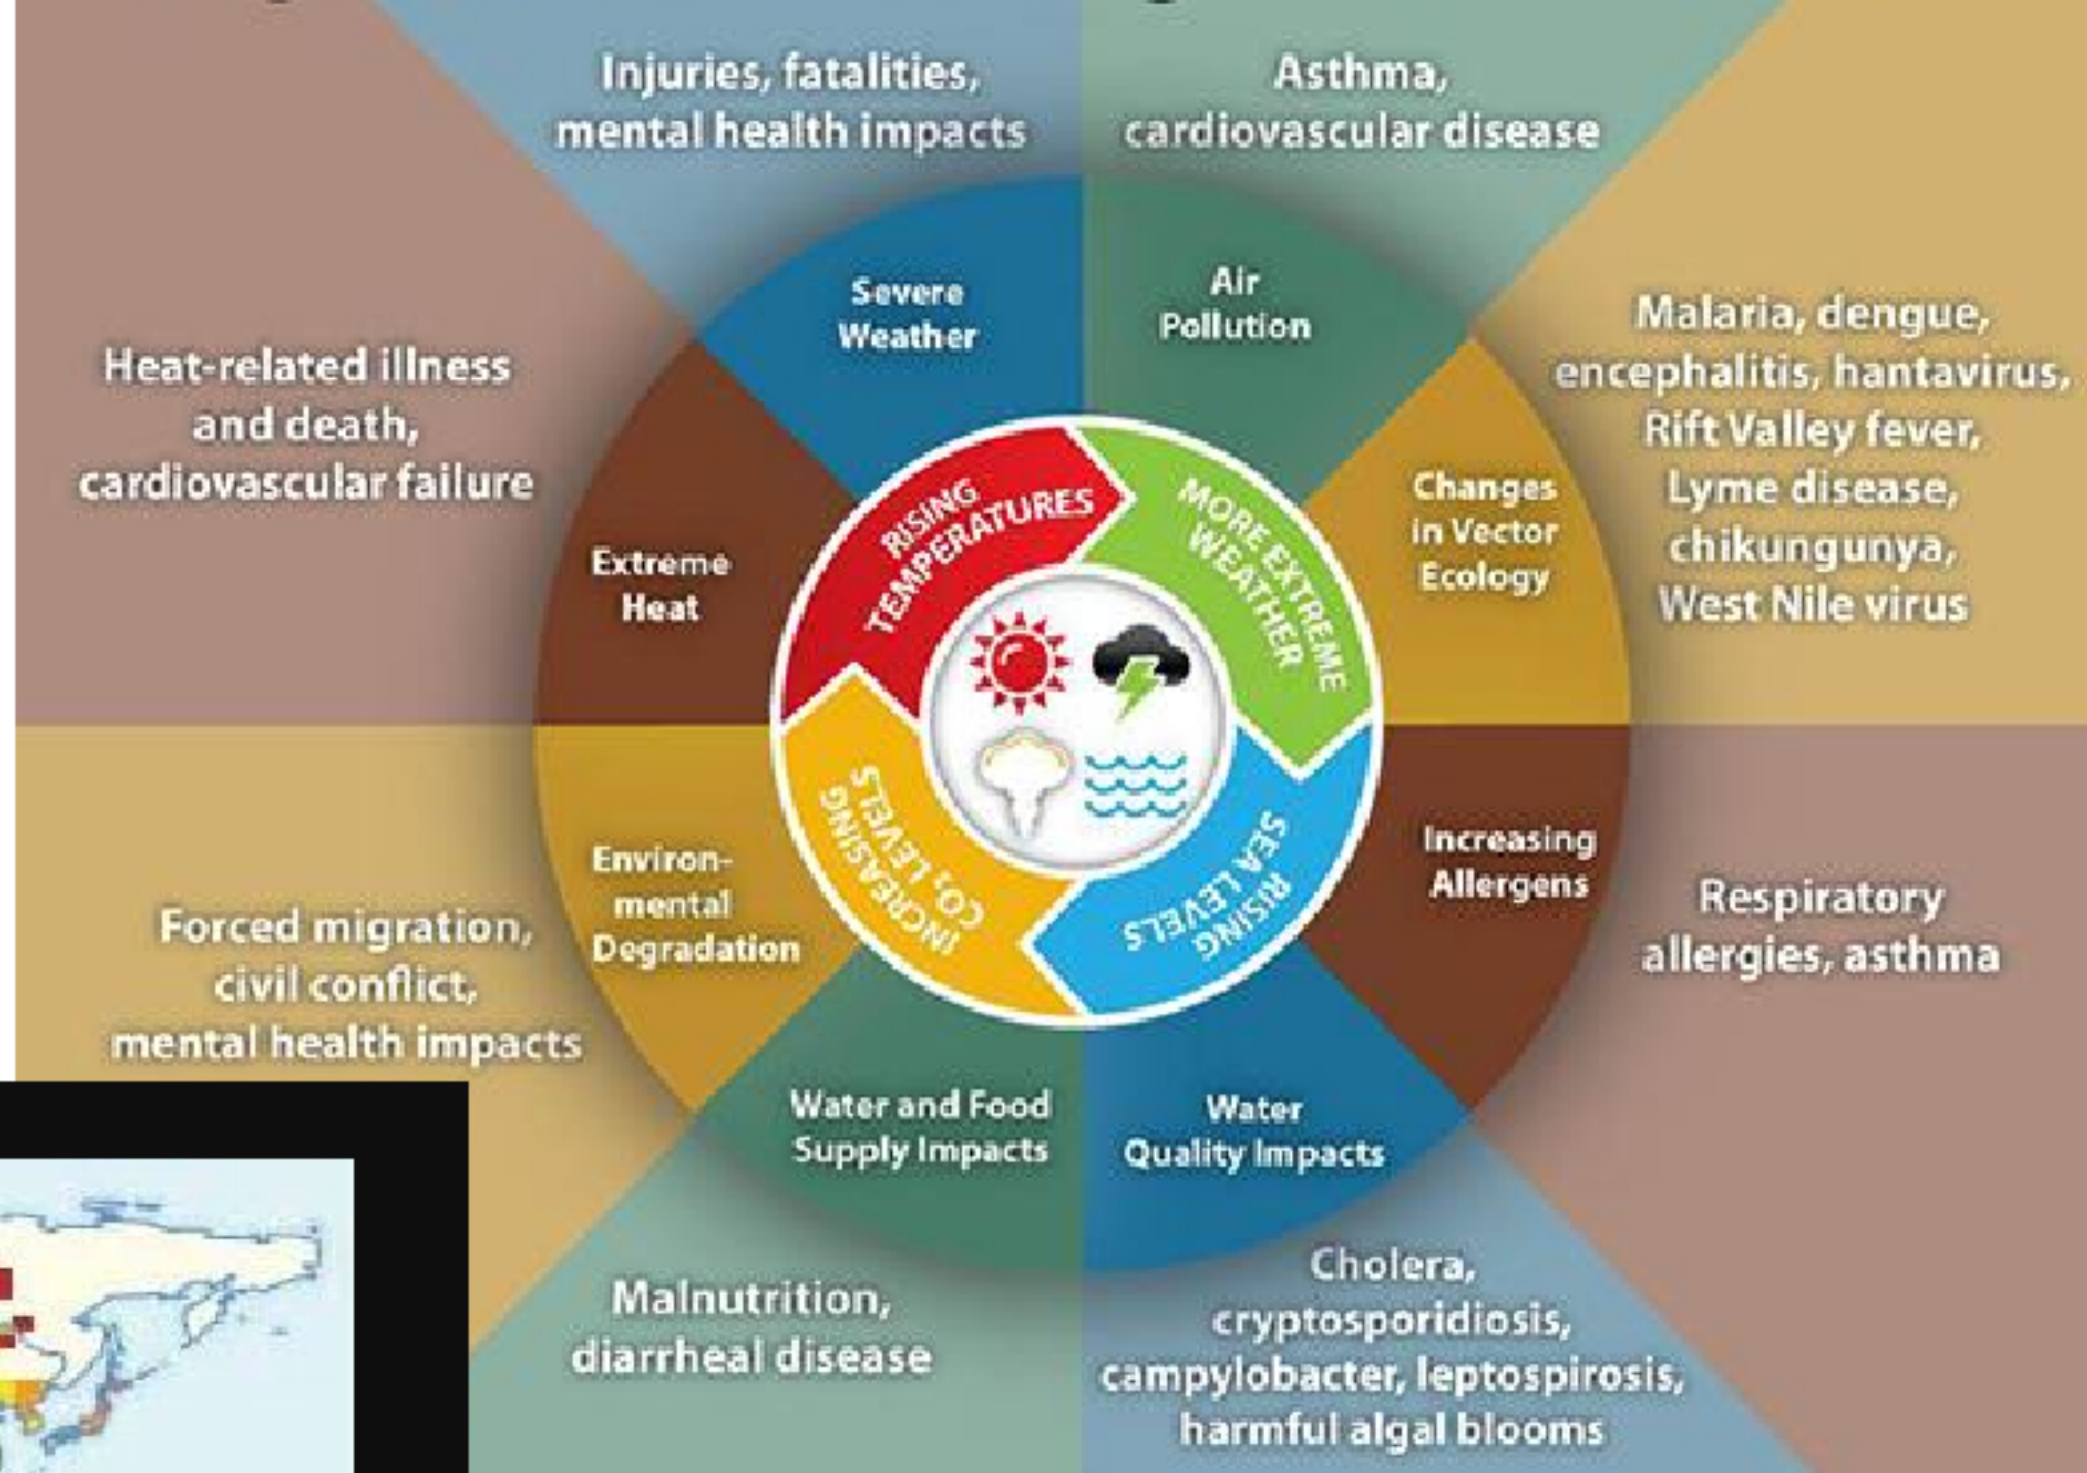 Injuries, fatalities,
mental health impacts
Asthma,
cardiovascular disease
Severe
Weather
Air
Pollution
Heat-related illness
and death,
cardiovascular failure
Malaria, dengue,
encephalitis, hantavirus,
Rift Valley fever,
Lyme disease,
chikungunya,
West Nile virus
Extreme
Heat
Changes
in Vector
Ecology
RISING
TEMPERATURES
MORE EXTREME
WEATHER
INCREASING
CO₂ LEVELS
RISING
SEA LEVELS
Environ-
mental
Degradation
Increasing
Allergens
Forced migration,
civil conflict,
mental health impacts
Respiratory
allergies, asthma
Water and Food
Supply Impacts
Water
Quality Impacts
Malnutrition,
diarrheal disease
Cholera,
cryptosporidiosis,
campylobacter, leptospirosis,
harmful algal blooms